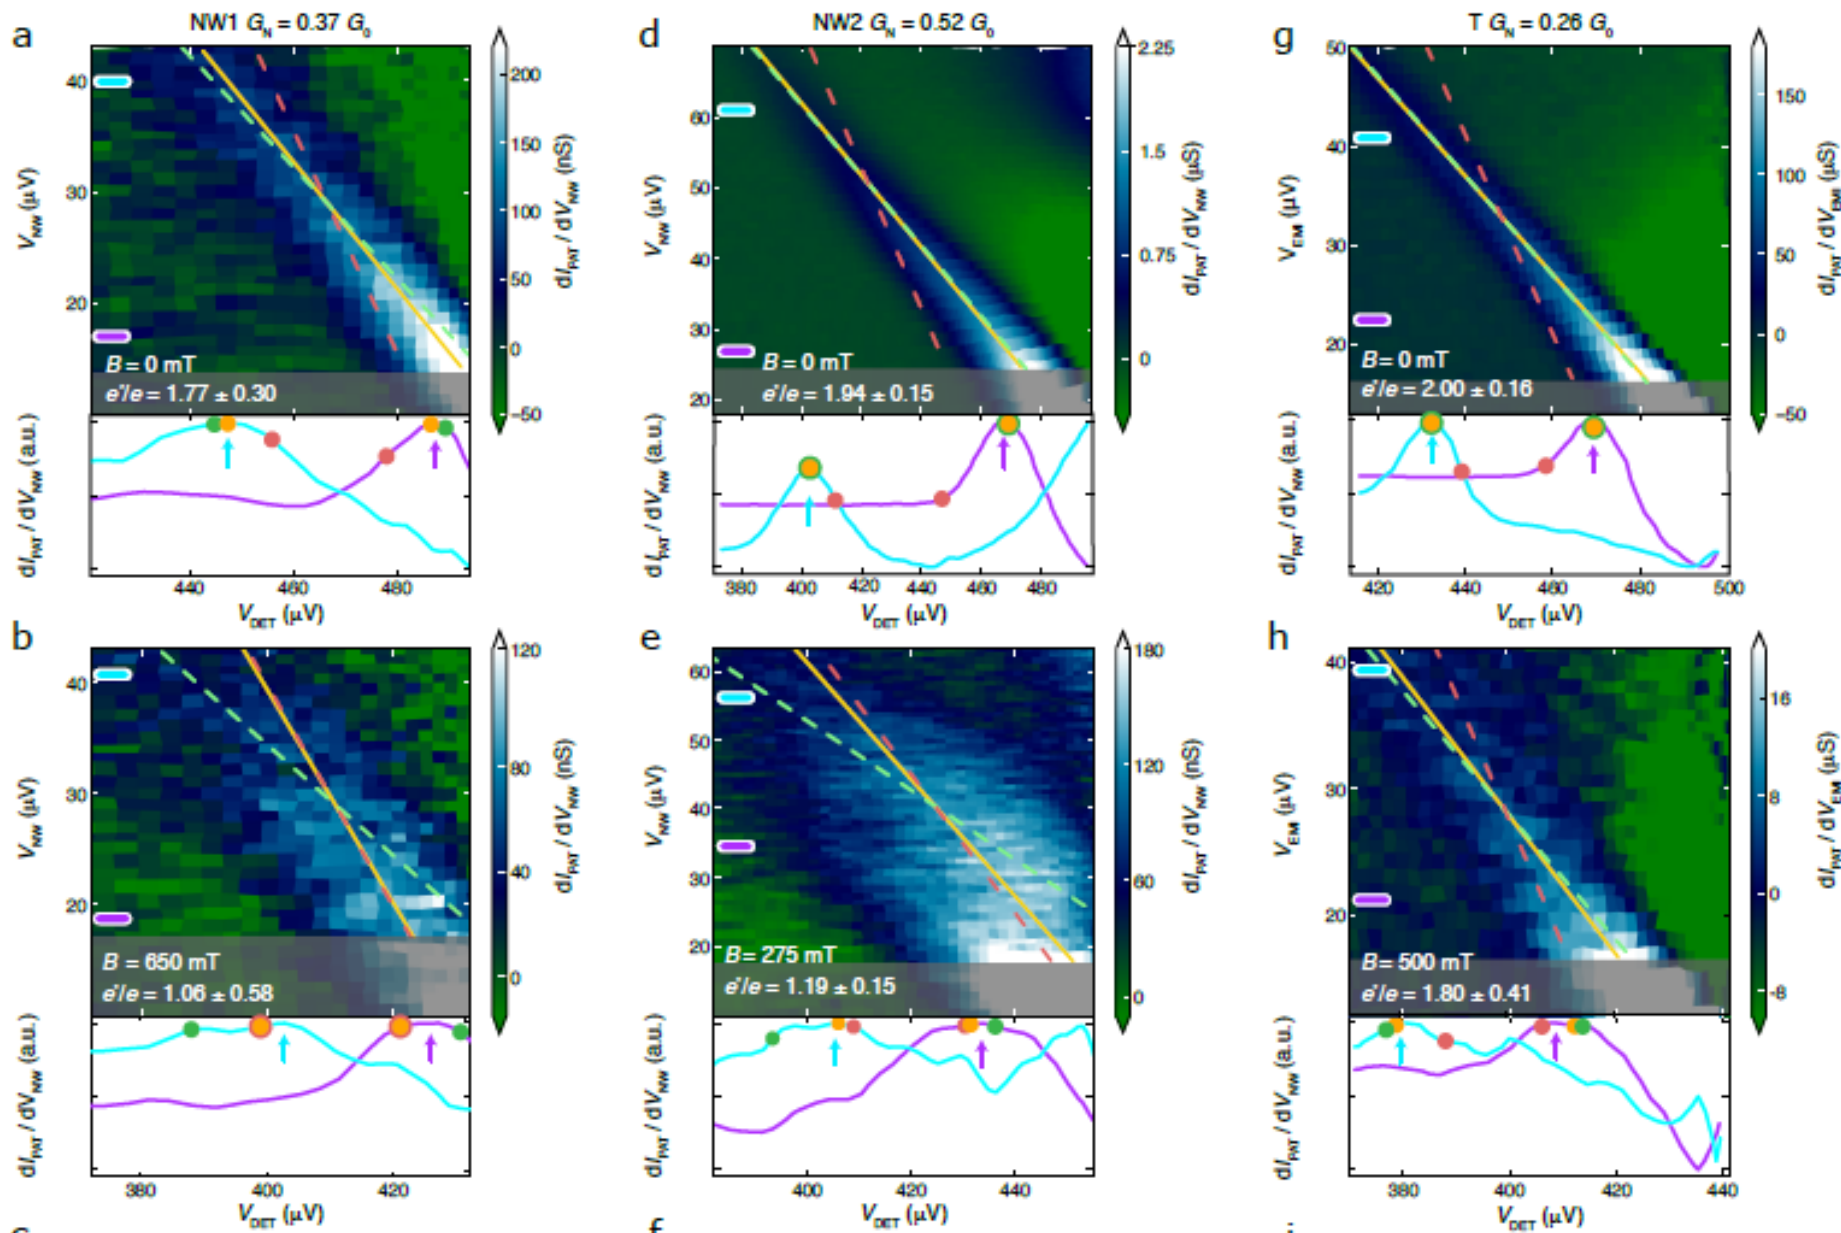 a
NW1 G_N = 0.37 G_0
40
30
20
V_NW (µV)
B = 0 mT
e*/e = 1.77 ± 0.30
200
150
100
50
0
−50
dI_PAT / dV_NW (nS)
dI_PAT / dV_NW (a.u.)
440 460 480
V_DET (µV)
d
NW2 G_N = 0.52 G_0
60
50
40
30
20
V_NW (µV)
B = 0 mT
e*/e = 1.94 ± 0.15
2.25
1.5
0.75
0
dI_PAT / dV_NW (µS)
dI_PAT / dV_NW (a.u.)
380 400 420 440 460 480
V_DET (µV)
g
T G_N = 0.26 G_0
50
40
30
20
V_EM (µV)
B = 0 mT
e*/e = 2.00 ± 0.16
150
100
50
0
−50
dI_PAT / dV_EM (µS)
dI_PAT / dV_NW (a.u.)
420 440 460 480 500
V_DET (µV)
b
40
30
20
V_NW (µV)
B = 650 mT
e*/e = 1.06 ± 0.58
120
80
40
0
dI_PAT / dV_NW (nS)
dI_PAT / dV_NW (a.u.)
380 400 420
V_DET (µV)
e
60
50
40
30
20
V_NW (µV)
B = 275 mT
e*/e = 1.19 ± 0.15
180
120
60
0
dI_PAT / dV_NW (nS)
dI_PAT / dV_NW (a.u.)
400 420 440
V_DET (µV)
h
40
30
20
V_EM (µV)
B = 500 mT
e*/e = 1.80 ± 0.41
16
8
0
-8
dI_PAT / dV_EM (µS)
dI_PAT / dV_NW (a.u.)
380 400 420 440
V_DET (µV)